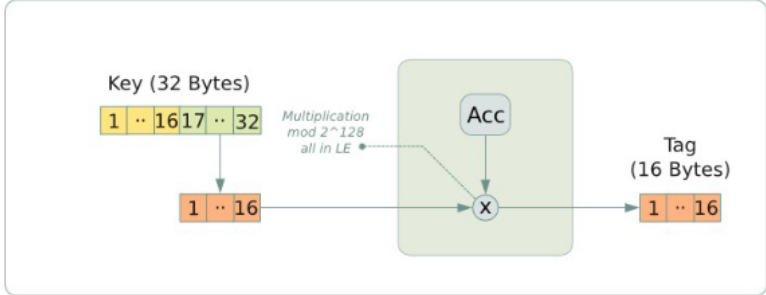 Key (32 Bytes)
1 ·· 16 17 ·· 32
Multiplication
mod 2^128
all in LE
Acc
x
Tag
(16 Bytes)
1 ·· 16
1 ·· 16